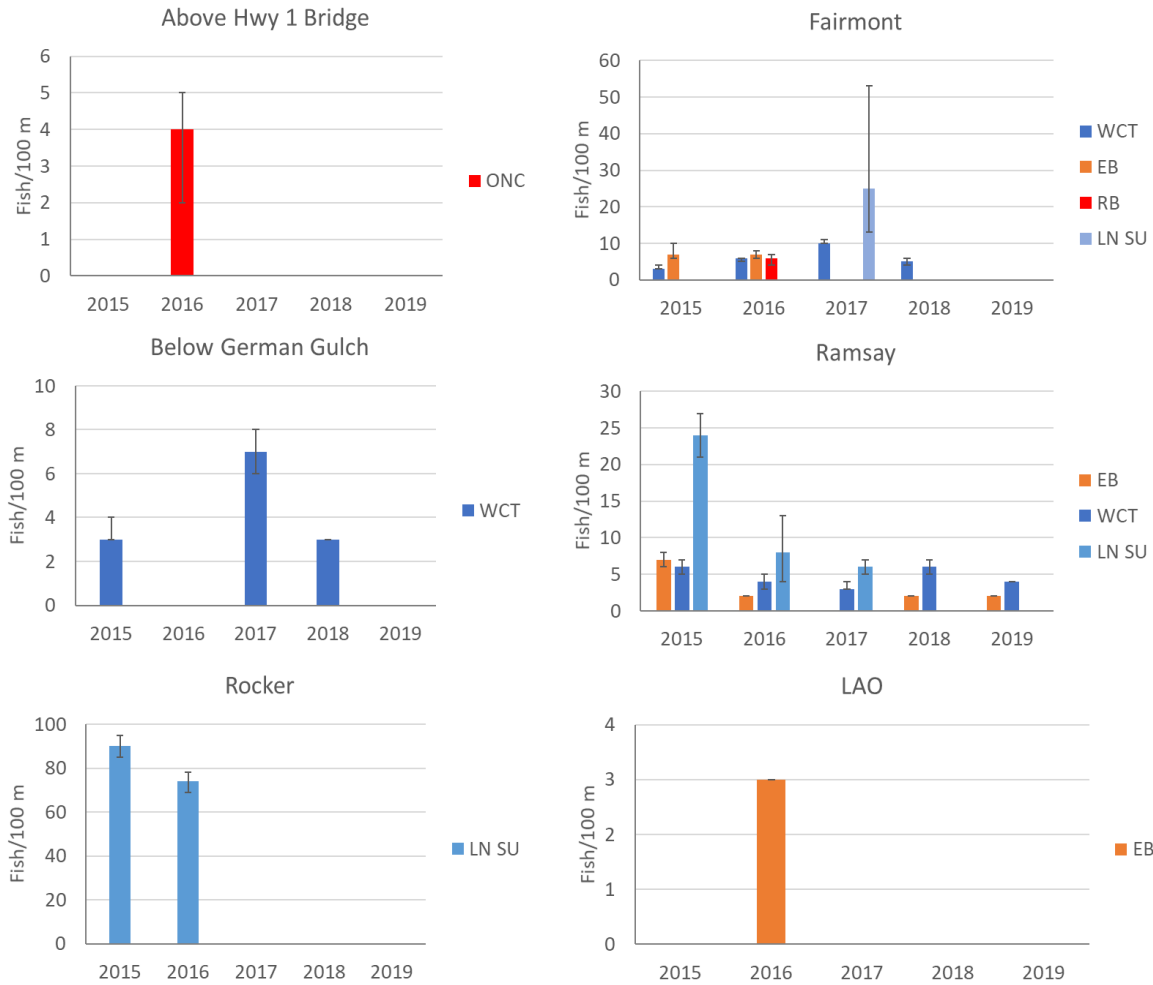 Above Hwy 1 Bridge
Fish/100 m
6
5
4
3
2
1
0
2015 2016 2017 2018 2019
ONC
Fairmont
Fish/100 m
60
50
40
30
20
10
0
2015 2016 2017 2018 2019
WCT
EB
RB
LN SU
Below German Gulch
Fish/100 m
10
8
6
4
2
0
2015 2016 2017 2018 2019
WCT
Ramsay
Fish/100 m
30
25
20
15
10
5
0
2015 2016 2017 2018 2019
EB
WCT
LN SU
Rocker
Fish/100 m
100
80
60
40
20
0
2015 2016 2017 2018 2019
LN SU
LAO
Fish/100 m
4
3
2
1
0
2015 2016 2017 2018 2019
EB